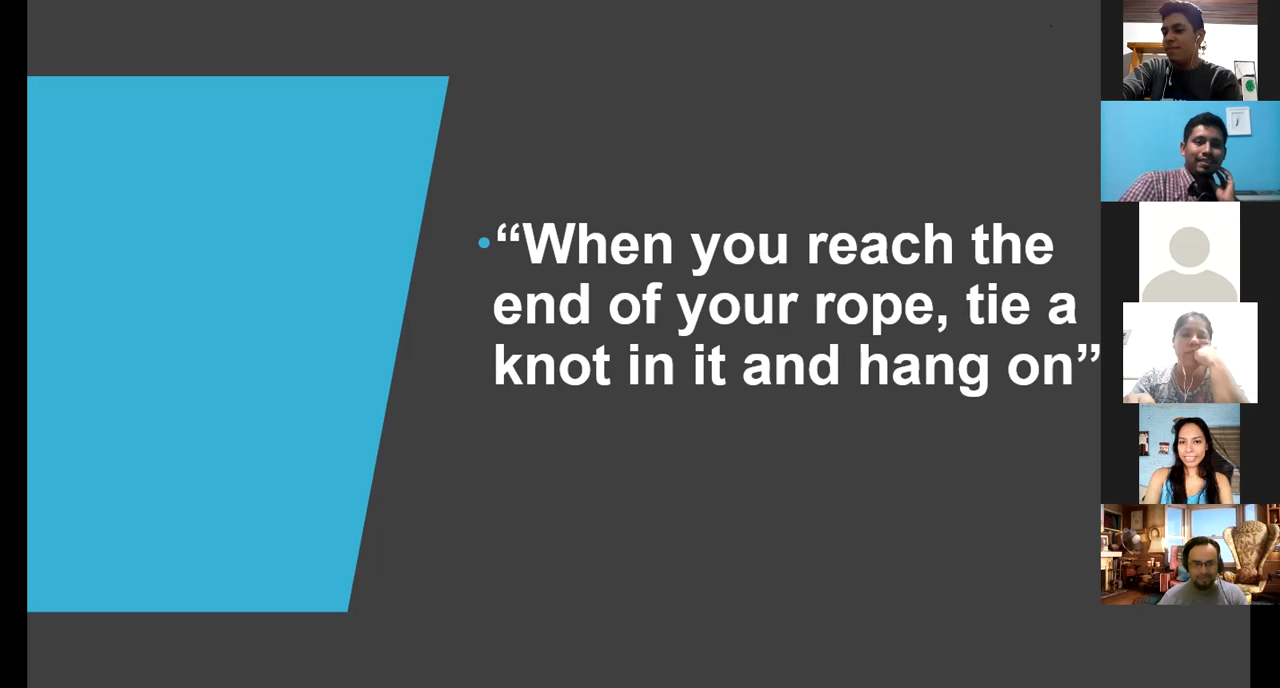 •“When you reach the
end of your rope, tie a
knot in it and hang on”